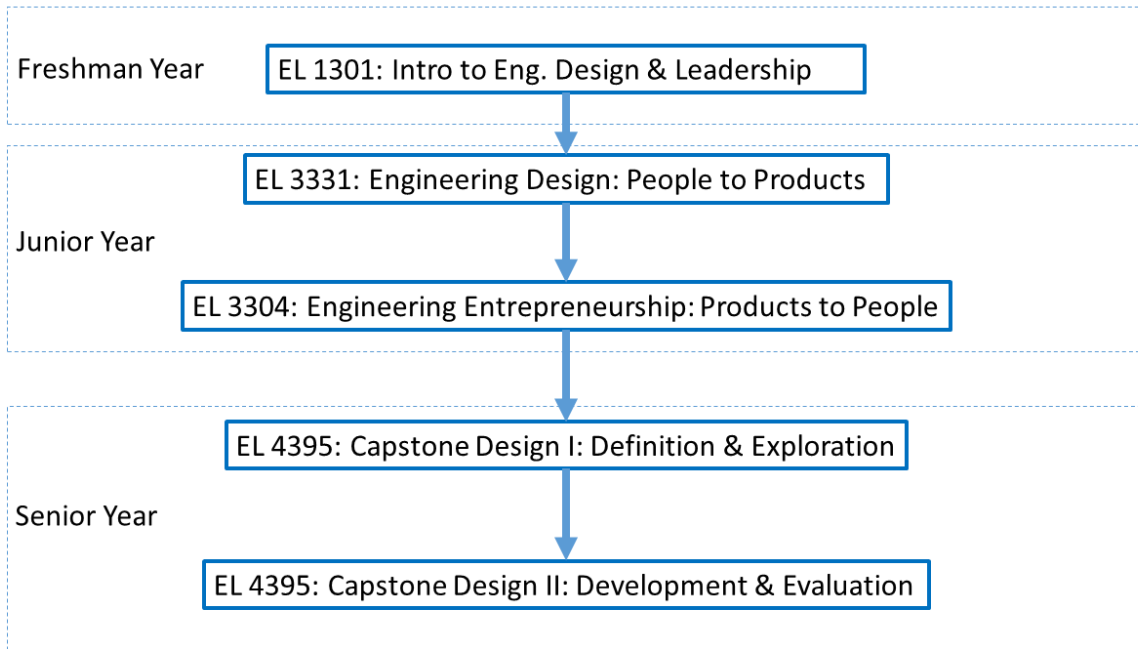 Freshman Year
EL 1301: Intro to Eng. Design & Leadership
EL 3331: Engineering Design: People to Products
Junior Year
EL 3304: Engineering Entrepreneurship: Products to People
EL 4395: Capstone Design I: Definition & Exploration
Senior Year
EL 4395: Capstone Design II: Development & Evaluation